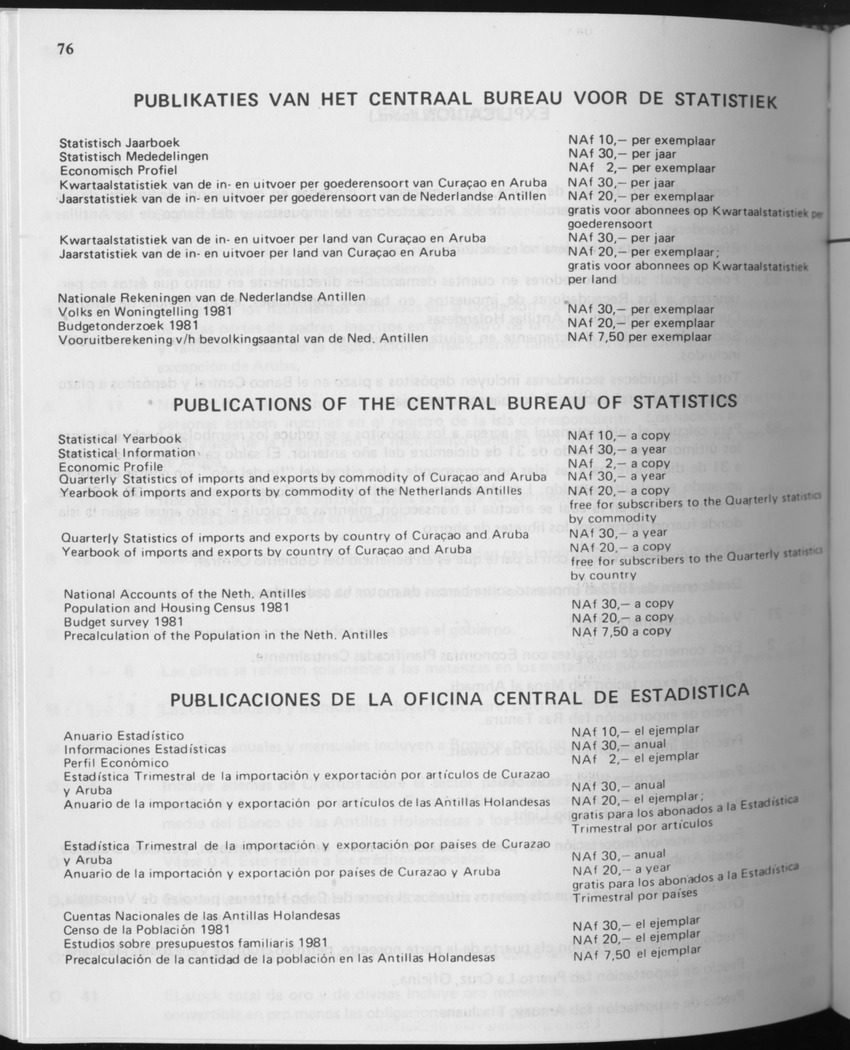 76
PUBLIKATIES VAN HET CENTRAAL BUREAU VOOR DE STATISTIEK
Statistisch Jaarboek NAf 10,— per exemplaar
Statistisch Mededelingen NAf 30,— per jaar
Economisch Profiel NAf 2,— per exemplaar
Kwartaalstatistiek van de in- en uitvoer per goederensoort van Curaçao en Aruba NAf 30,— per jaar
Jaarstatistiek van de in- en uitvoer per goederensoort van de Nederlandse Antillen NAf 20,— per exemplaar
gratis voor abonnees op Kwartaalstatistiek pe
goederensoort
Kwartaalstatistiek van de in- en uitvoer per land van Curaçao en Aruba NAf 30,— per jaar
Jaarstatistiek van de in- en uitvoer per land van Curaçao en Aruba NAf 20,— per exemplaar;
gratis voor abonnees op Kwartaalstatistiek
per land
Nationale Rekeningen van de Nederlandse Antillen
Volks en Woningtelling 1981 NAf 30,— per exemplaar
Budgetonderzoek 1981 NAf 20,— per exemplaar
Vooruitberekening v/h bevolkingsaantal van de Ned. Antillen NAf 7,50 per exemplaar
PUBLICATIONS OF THE CENTRAL BUREAU OF STATISTICS
Statistical Yearbook NAf 10,— a copy
Statistical Information NAf 30,— a year
Economic Profile NAf 2,— a copy
Quarterly Statistics of imports and exports by commodity of Curaçao and Aruba NAf 30,— a year
Yearbook of imports and exports by commodity of the Netherlands Antilles NAf 20,— a copy
free for subscribers to the Quarterly statistics
by commodity
Quarterly Statistics of imports and exports by country of Curaçao and Aruba NAf 30,— a year
Yearbook of imports and exports by country of Curaçao and Aruba NAf 20,— a copy
free for subscribers to the Quarterly statistics
by country
National Accounts of the Neth. Antilles
Population and Housing Census 1981 NAf 30,— a copy
Budget survey 1981 NAf 20,— a copy
Precalculation of the Population in the Neth. Antilles NAf 7,50 a copy
PUBLICACIONES DE LA OFICINA CENTRAL DE ESTADISTICA
Anuario Estadístico NAf 10,— el ejemplar
Informaciones Estadísticas NAf 30,— anual
Perfil Económico NAf 2,— el ejemplar
Estadística Trimestral de la importación y exportación por artículos de Curazao
y Aruba NAf 30,— anual
Anuario de la importación y exportación por artículos de las Antillas Holandesas NAf 20,— el ejemplar;
gratis para los abonados a la Estadística
Trimestral por artículos
Estadística Trimestral de la importación y exportación por países de Curazao
y Aruba NAf 30,— anual
Anuario de la importación y exportación por países de Curazao y Aruba NAf 20,— a year
gratis para los abonados a la Estadística
Trimestral por países
Cuentas Nacionales de las Antillas Holandesas
Censo de la Población 1981 NAf 30,— el ejemplar
Estudios sobre presupuestos familiaris 1981 NAf 20,— el ejemplar
Precalculación de la cantidad de la población en las Antillas Holandesas NAf 7,50 el ejemplar